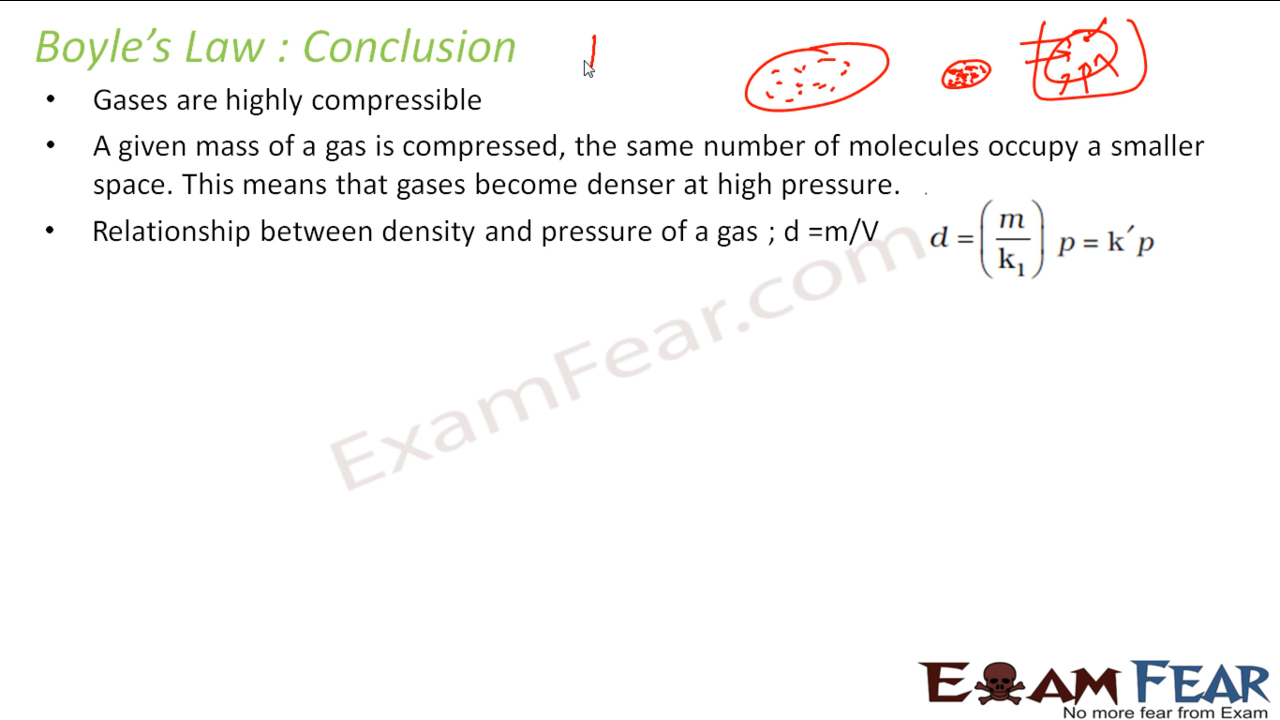 Boyle's Law : Conclusion
• Gases are highly compressible
• A given mass of a gas is compressed, the same number of molecules occupy a smaller
space. This means that gases become denser at high pressure.
• Relationship between density and pressure of a gas ; d =m/V d = (m/k₁) p = k′p
ExamFear.com
EXAM FEAR
No more fear from Exam